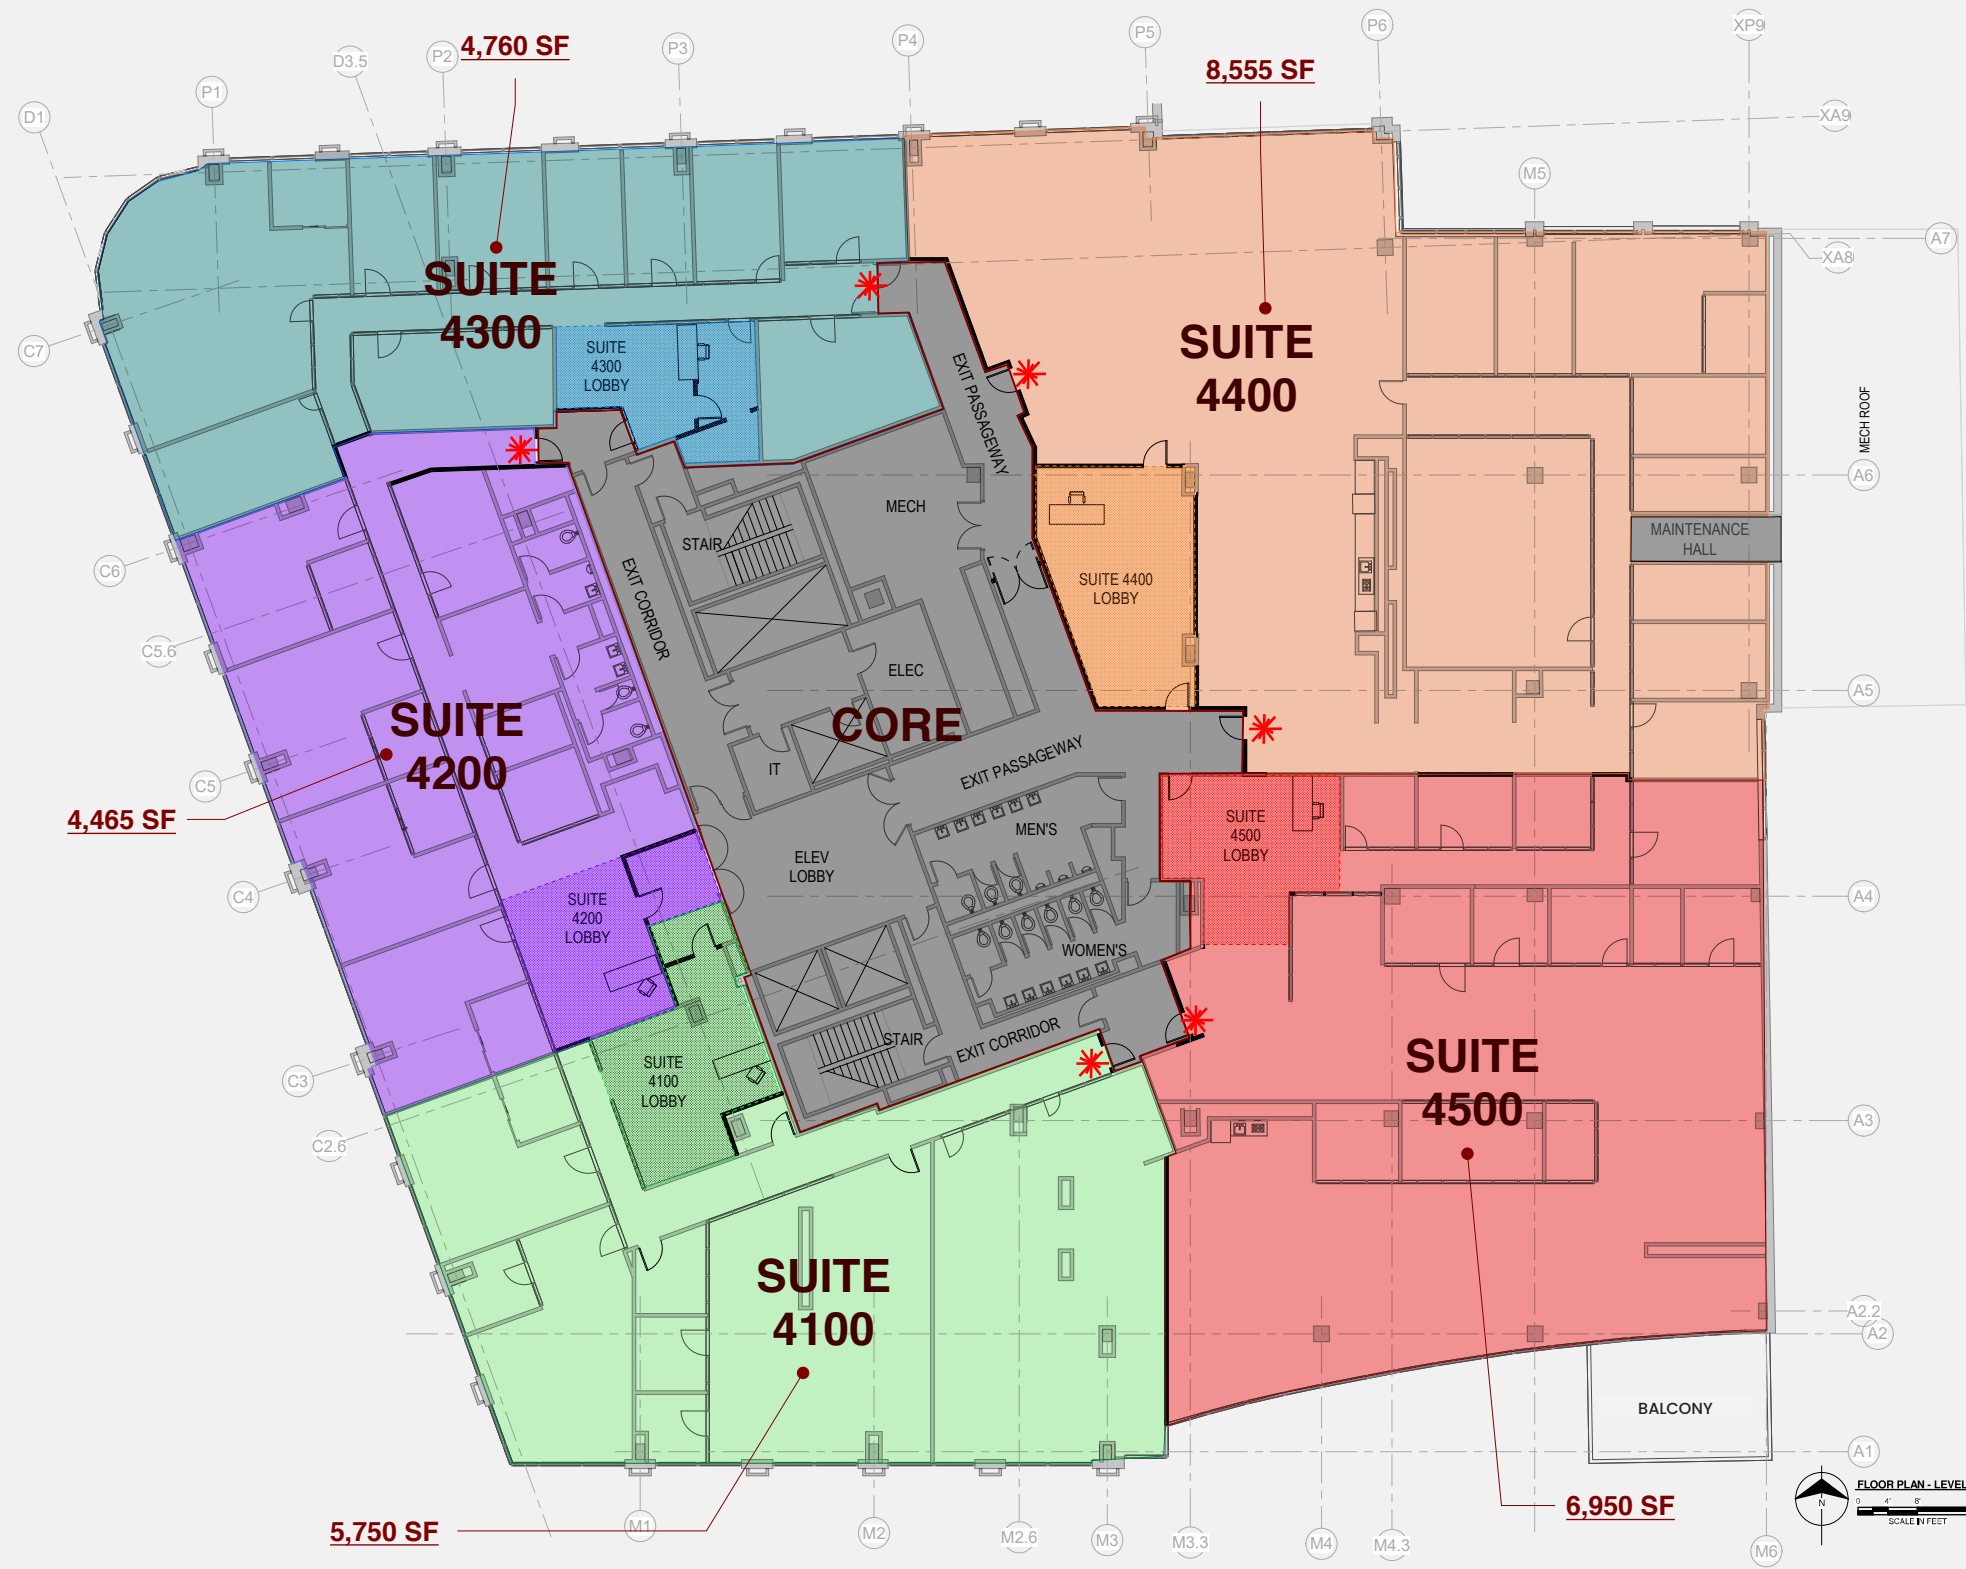 XP9
P6
P5
P4
4,760 SF
P3
P2
D3.5
8,555 SF
P1
D1
XA9
M5
A7
XA8
SUITE
4300
SUITE
4300
LOBBY
C7
EXIT PASSAGEWAY
SUITE
4400
MECH ROOF
A6
MECH
STAIR
MAINTENANCE
HALL
C6
EXIT CORRIDOR
SUITE 4400
LOBBY
C5.6
ELEC
A5
SUITE
4200
CORE
EXIT PASSAGEWAY
IT
C5
4,465 SF
MEN'S
SUITE
4500
LOBBY
ELEV
LOBBY
C4
SUITE
4200
LOBBY
A4
WOMEN'S
STAIR
EXIT CORRIDOR
SUITE
4100
LOBBY
SUITE
4500
C3
C2.6
A3
SUITE
4100
A2.2
A2
BALCONY
A1
N
FLOOR PLAN - LEVEL
0 4' 8'
SCALE IN FEET
6,950 SF
5,750 SF
M1
M2
M2.6
M3
M3.3
M4
M4.3
M6